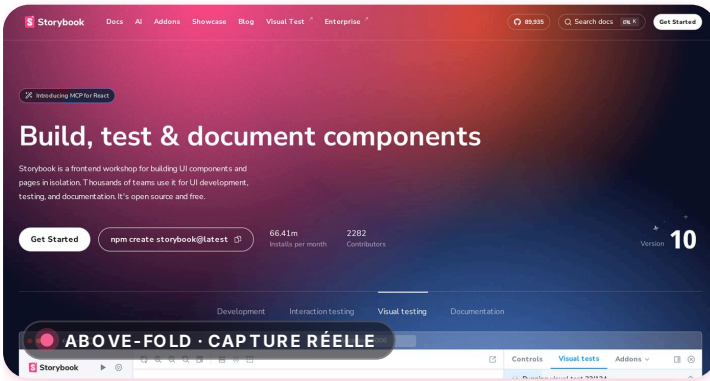 Storybook
Docs AI Addons Showcase Blog Visual Test Enterprise
89,935
Search docs
Get Started
Introducing MCP for React
Build, test & document components
Storybook is a frontend workshop for building UI components and
pages in isolation. Thousands of teams use it for UI development,
testing, and documentation. It's open source and free.
Get Started
npm create storybook@latest
66.41m
Installs per month
2282
Contributors
Version 10
Development Interaction testing Visual testing Documentation
ABOVE-FOLD · CAPTURE RÉELLE
Storybook
Controls Visual tests Addons